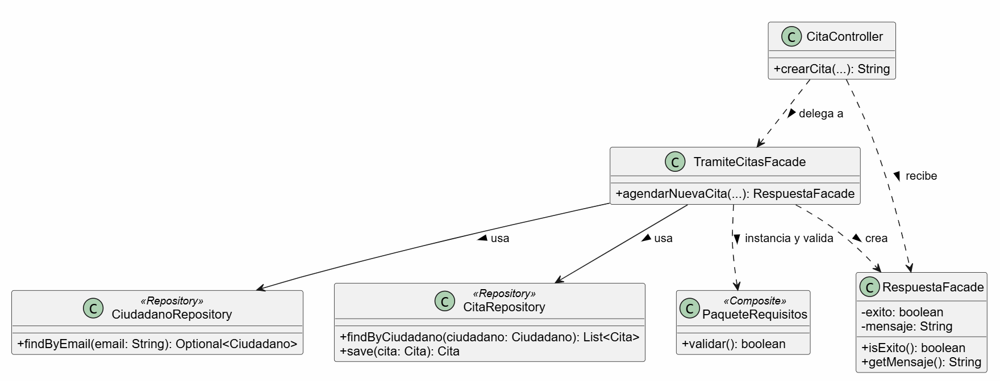 C CitaController
+crearCita(...): String
delega a
C TramiteCitasFacade
+agendarNuevaCita(...): RespuestaFacade
recibe
usa
usa
instancia y valida
crea
«Repository»
C CiudadanoRepository
+findByEmail(email: String): Optional<Ciudadano>
«Repository»
C CitaRepository
+findByCiudadano(ciudadano: Ciudadano): List<Cita>
+save(cita: Cita): Cita
«Composite»
C PaqueteRequisitos
+validar(): boolean
C RespuestaFacade
-exito: boolean
-mensaje: String
+isExito(): boolean
+getMensaje(): String